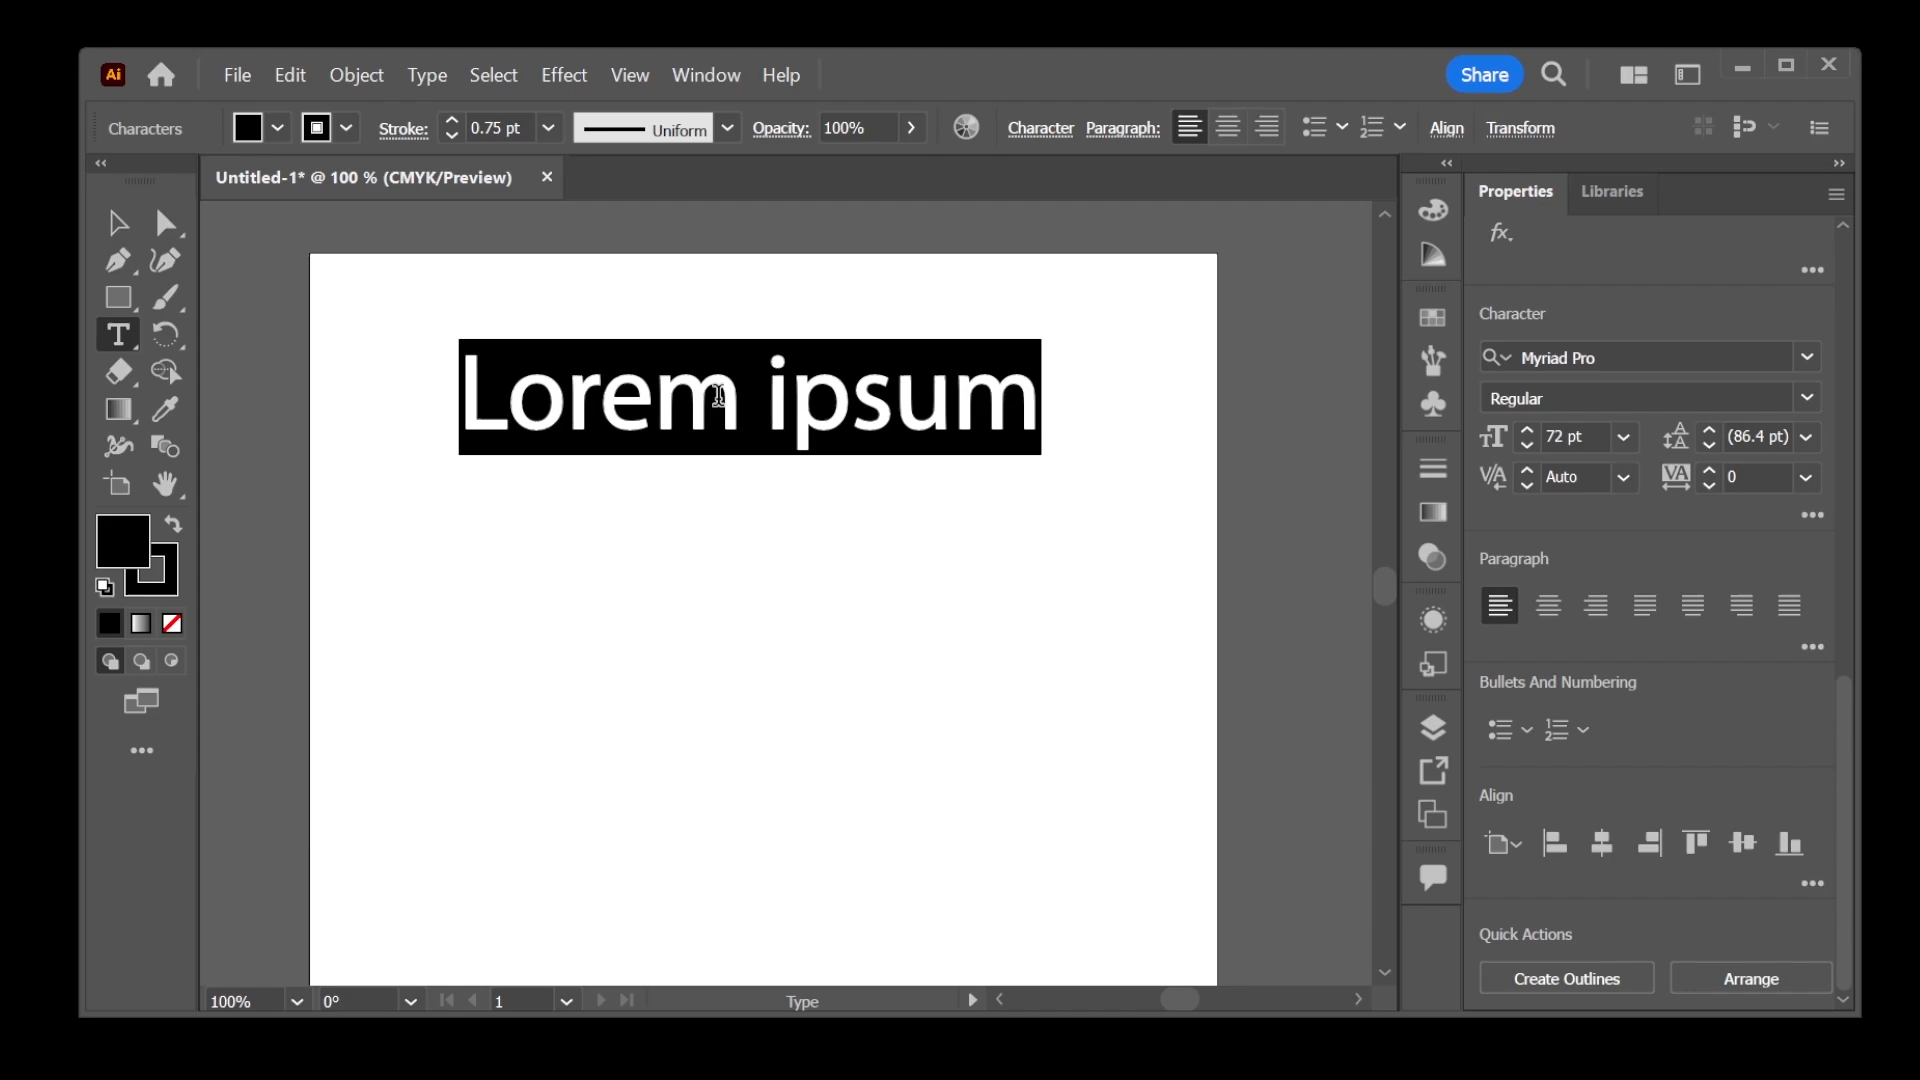 Ai File Edit Object Type Select Effect View Window Help Share
Characters Stroke: 0.75 pt Uniform Opacity: 100% Character Paragraph: Align Transform
Untitled-1* @ 100 % (CMYK/Preview)
Properties Libraries
fx.
Character
Lorem ipsum
Myriad Pro
Regular
72 pt (86.4 pt)
Auto 0
Paragraph
Bullets And Numbering
Align
Quick Actions
Create Outlines Arrange
100% 0° 1 Type